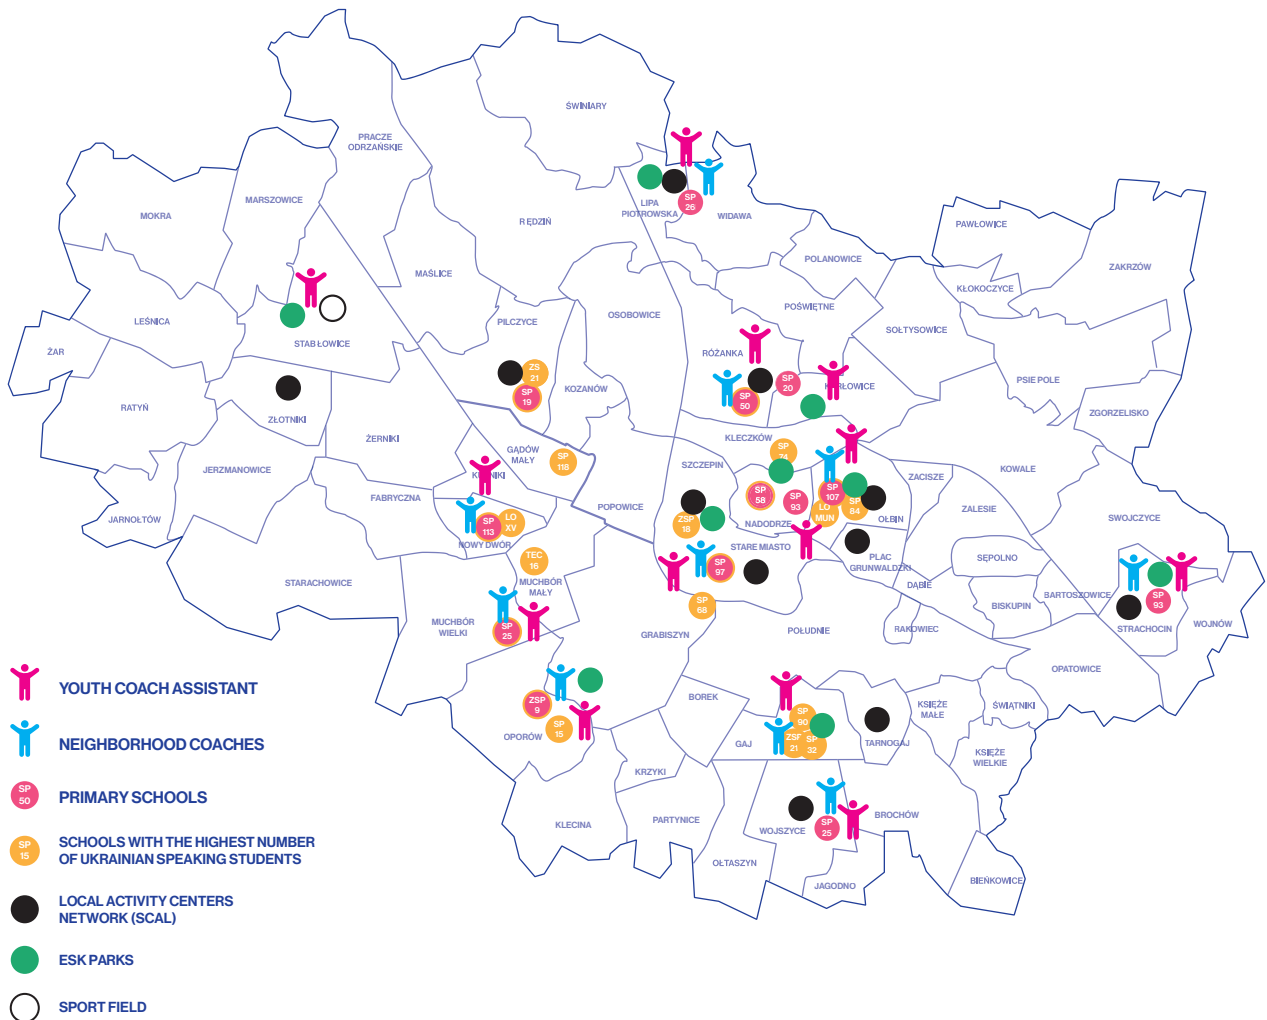 ŚWINIARY
PRACZE
ODRZAŃSKIE
MARSZOWICE
MOKRA
LIPA
PIOTROWSKA
SP
26
WIDAWA
RĘDZIN
PAWŁOWICE
POLANOWICE
ZAKRZÓW
MAŚLICE
KŁOKOCZYCE
POŚWIĘTNE
OSOBOWICE
LEŚNICA
PILCZYCE
SOŁTYSOWICE
STABŁOWICE
ŻAR
RÓŻANKA
ZS
21
SP
19
KOZANÓW
SP
20
KARŁOWICE
SP
50
PSIE POLE
RATYŃ
ZGORZELISKO
ZŁOTNIKI
ŻERNIKI
KLECZKÓW
SP
74
GĄDÓW
MAŁY
SP
118
SZCZEPIN
JERZMANOWICE
KUŹNIKI
KOWALE
ZACISZE
FABRYCZNA
SP
58
SP
93
SP
107
POPOWICE
SP
84
LO
MUN
ZALESIE
JARNOŁTÓW
SP
113
LO
XV
ZSP
18
NADODRZE
OŁBIN
SWOJCZYCE
NOWY DWÓR
STARE MIASTO
PLAC
GRUNWALDZKI
SĘPOLNO
TEC
16
SP
97
STARACHOWICE
MUCHBÓR
MAŁY
DĄBIE
BISKUPIN
BARTOSZOWICE
SP
93
SP
66
MUCHBÓR
WIELKI
SP
25
GRABISZYN
POŁUDNIE
RAKOWIEC
STRACHOCIN
WOJNÓW
OPATOWICE
YOUTH COACH ASSISTANT
ZSP
9
BOREK
KSIĘŻE
MAŁE
ŚWIĄTNIKI
SP
15
OPORÓW
SP
90
ZSP
21
SP
32
GAJ
TARNOGAJ
NEIGHBORHOOD COACHES
KSIĘŻE
WIELKIE
KRZYKI
SP
50
PRIMARY SCHOOLS
KLECINA
PARTYNICE
WOJSZYCE
SP
25
BROCHÓW
SP
15
SCHOOLS WITH THE HIGHEST NUMBER
OF UKRAINIAN SPEAKING STUDENTS
OŁTASZYN
JAGODNO
BIEŃKOWICE
LOCAL ACTIVITY CENTERS
NETWORK (SCAL)
ESK PARKS
SPORT FIELD